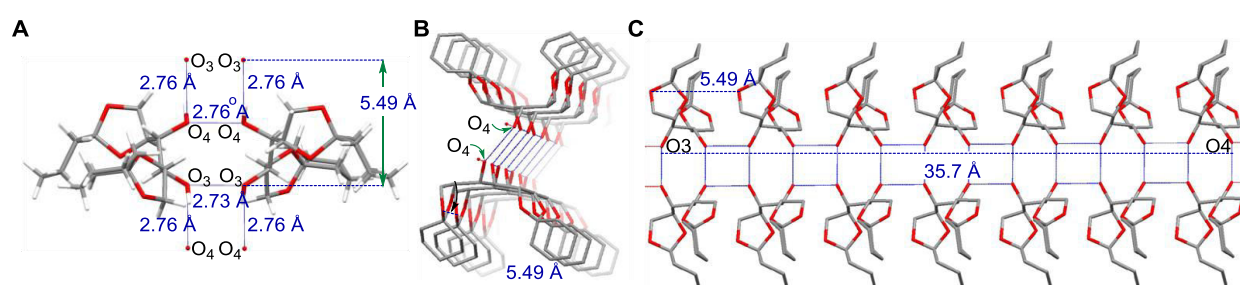 A
O3 O3
2.76 Å 2.76 Å
2.76 Å
5.49 Å
O4 O4
O3 O3
2.73 Å
2.76 Å 2.76 Å
O4 O4
B
O4
O4
5.49 Å
C
5.49 Å
O3 O4
35.7 Å